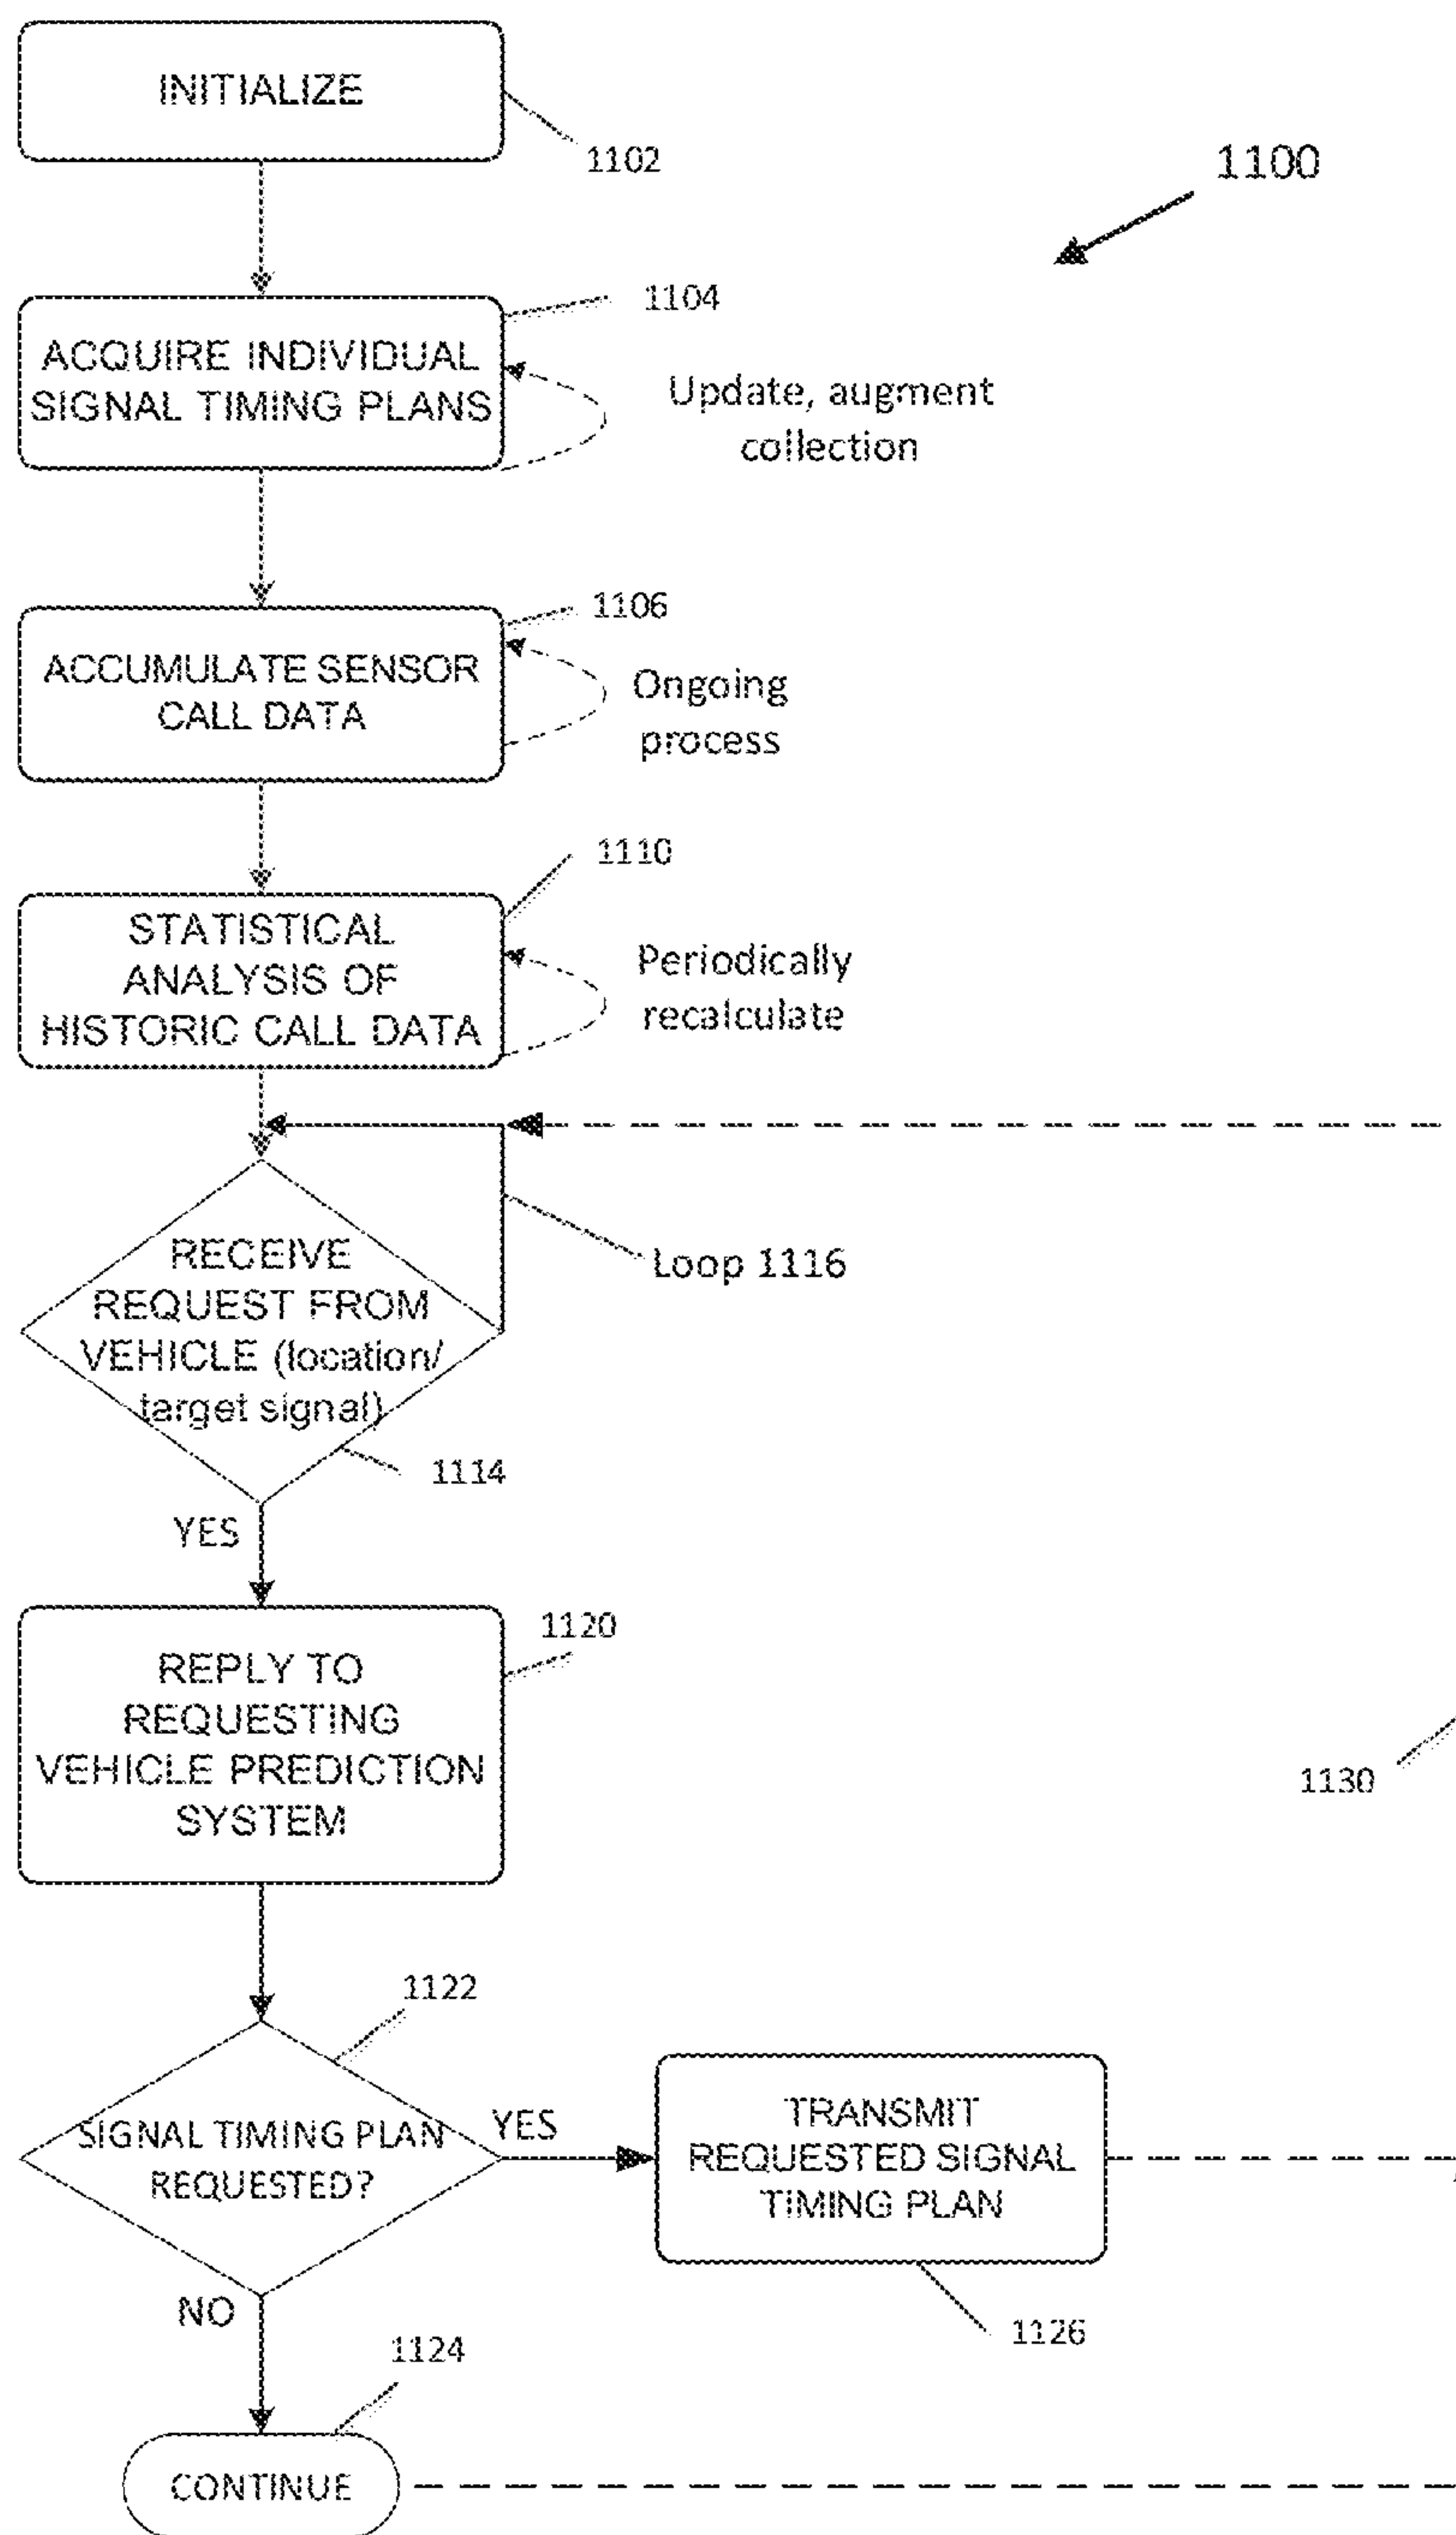 INITIALIZE
1102
1100
1104
ACQUIRE INDIVIDUAL
SIGNAL TIMING PLANS
Update, augment
collection
1106
ACCUMULATE SENSOR
CALL DATA
Ongoing
process
1110
STATISTICAL
ANALYSIS OF
HISTORIC CALL DATA
Periodically
recalculate
RECEIVE
REQUEST FROM
VEHICLE (location/
target signal)
Loop 1116
1114
YES
1120
REPLY TO
REQUESTING
VEHICLE PREDICTION
SYSTEM
1130
1122
SIGNAL TIMING PLAN
REQUESTED?
YES
TRANSMIT
REQUESTED SIGNAL
TIMING PLAN
1126
NO
1124
CONTINUE